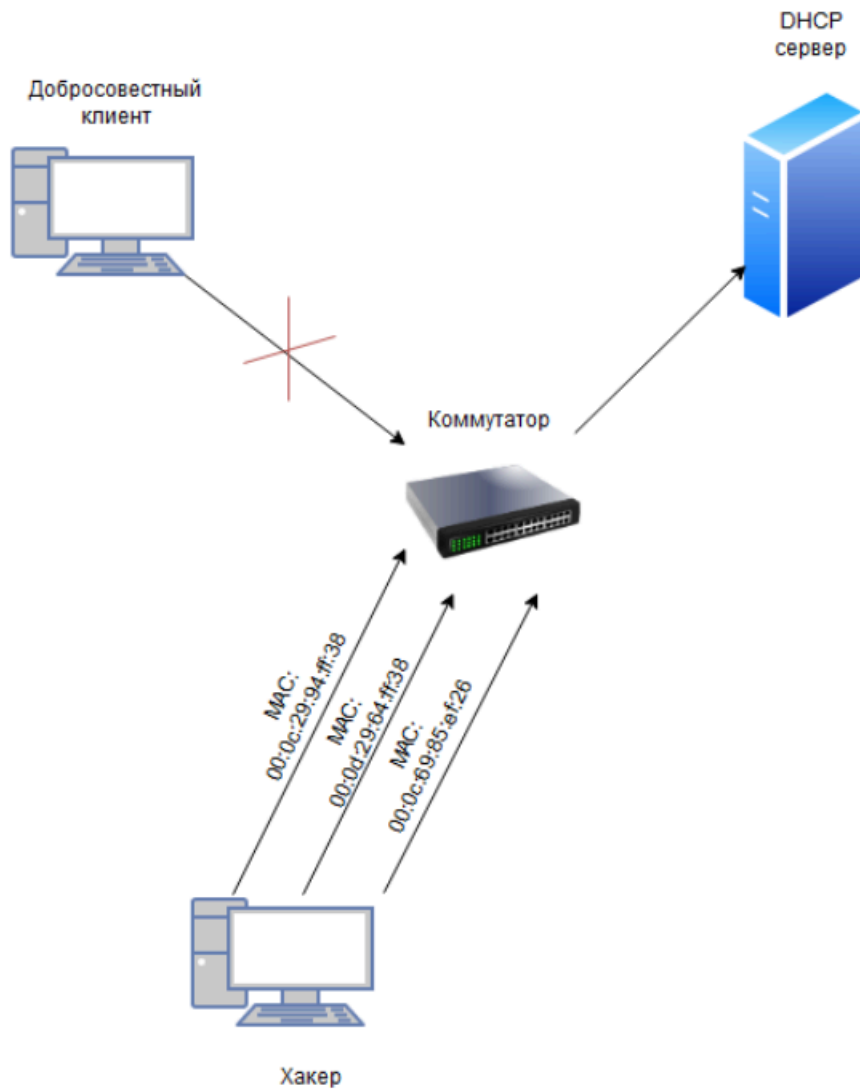 DHCP
сервер
Добросовестный
клиент
Коммутатор
MAC:
00:0c:29:94:ff:38
MAC:
00:0d:29:64:ff:38
MAC:
00:0c:69:85:ef:26
Хакер